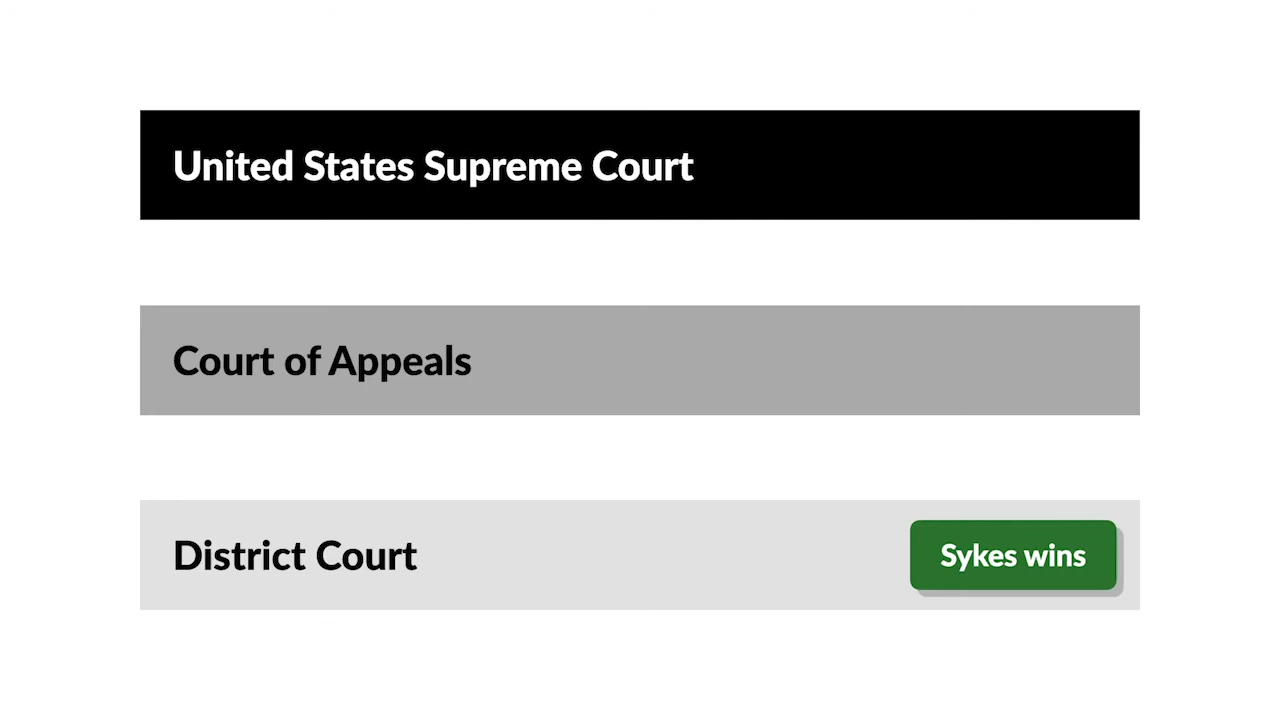 United States Supreme Court
Court of Appeals
District Court
Sykes wins